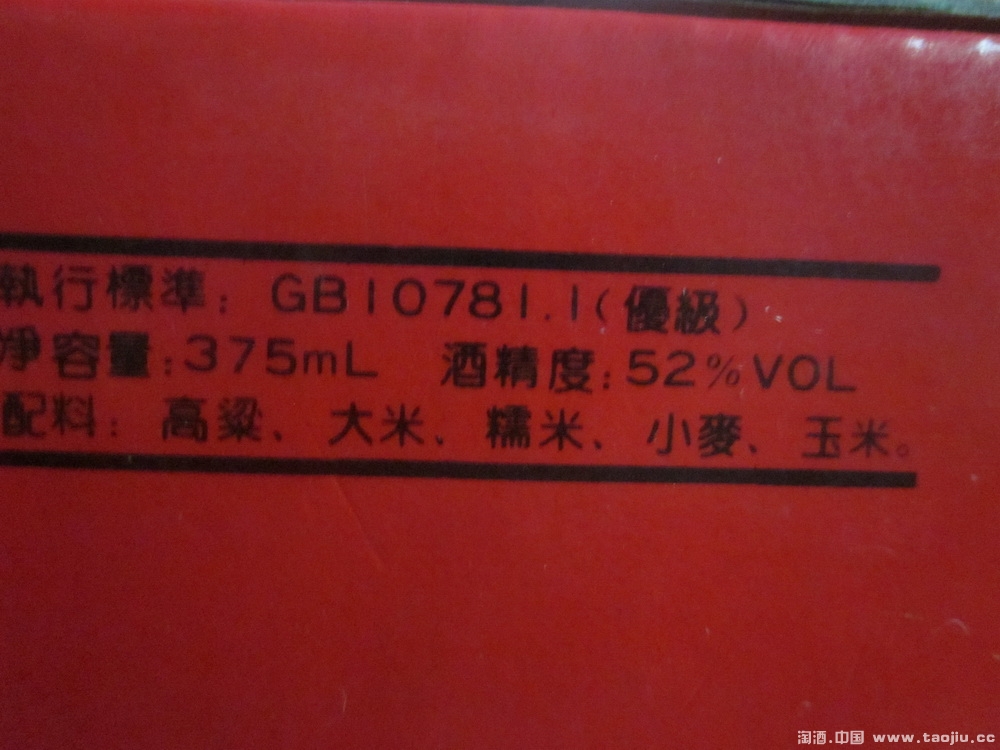 執行標準：GB10781.1（優級）
淨容量：375mL 酒精度：52%VOL
配料：高粱、大米、糯米、小麥、玉米。
淘酒.中国 www.taojiu.cc